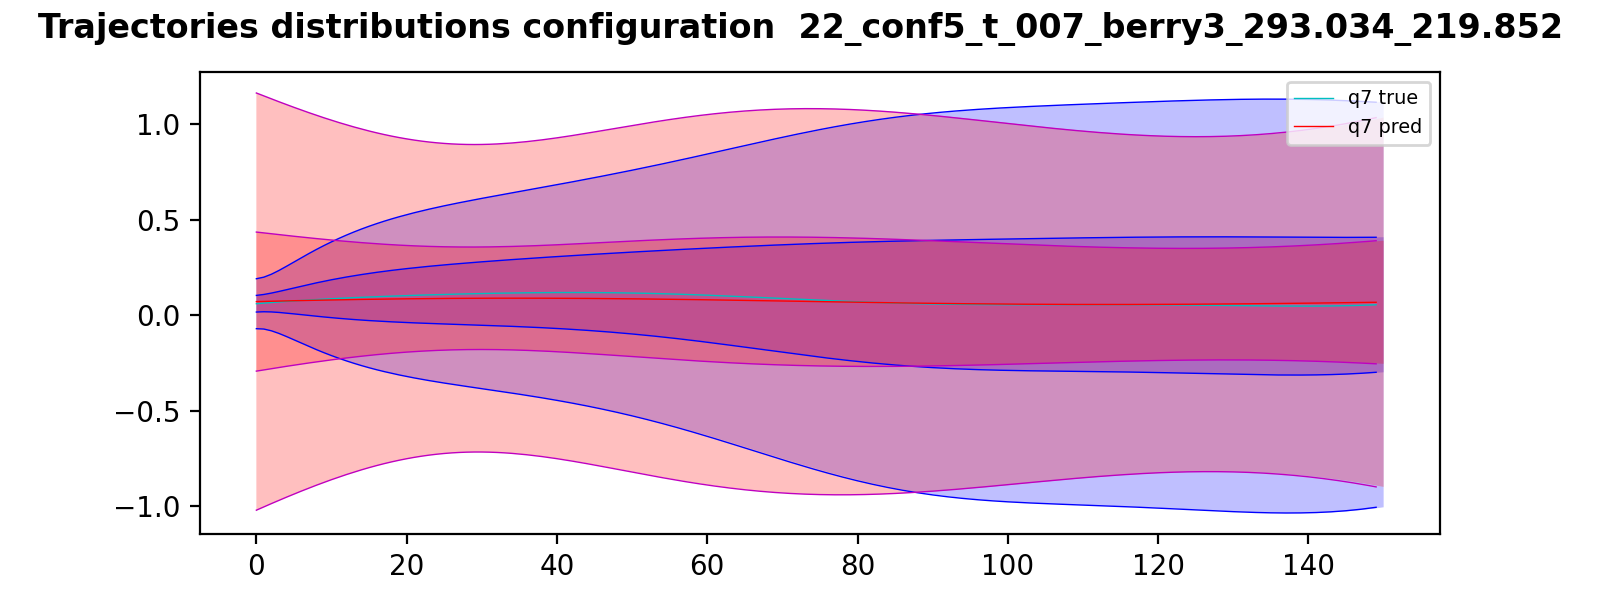 Trajectories distributions configuration  22_conf5_t_007_berry3_293.034_219.852
q7 true
q7 pred
1.0
0.5
0.0
−0.5
−1.0
0 20 40 60 80 100 120 140